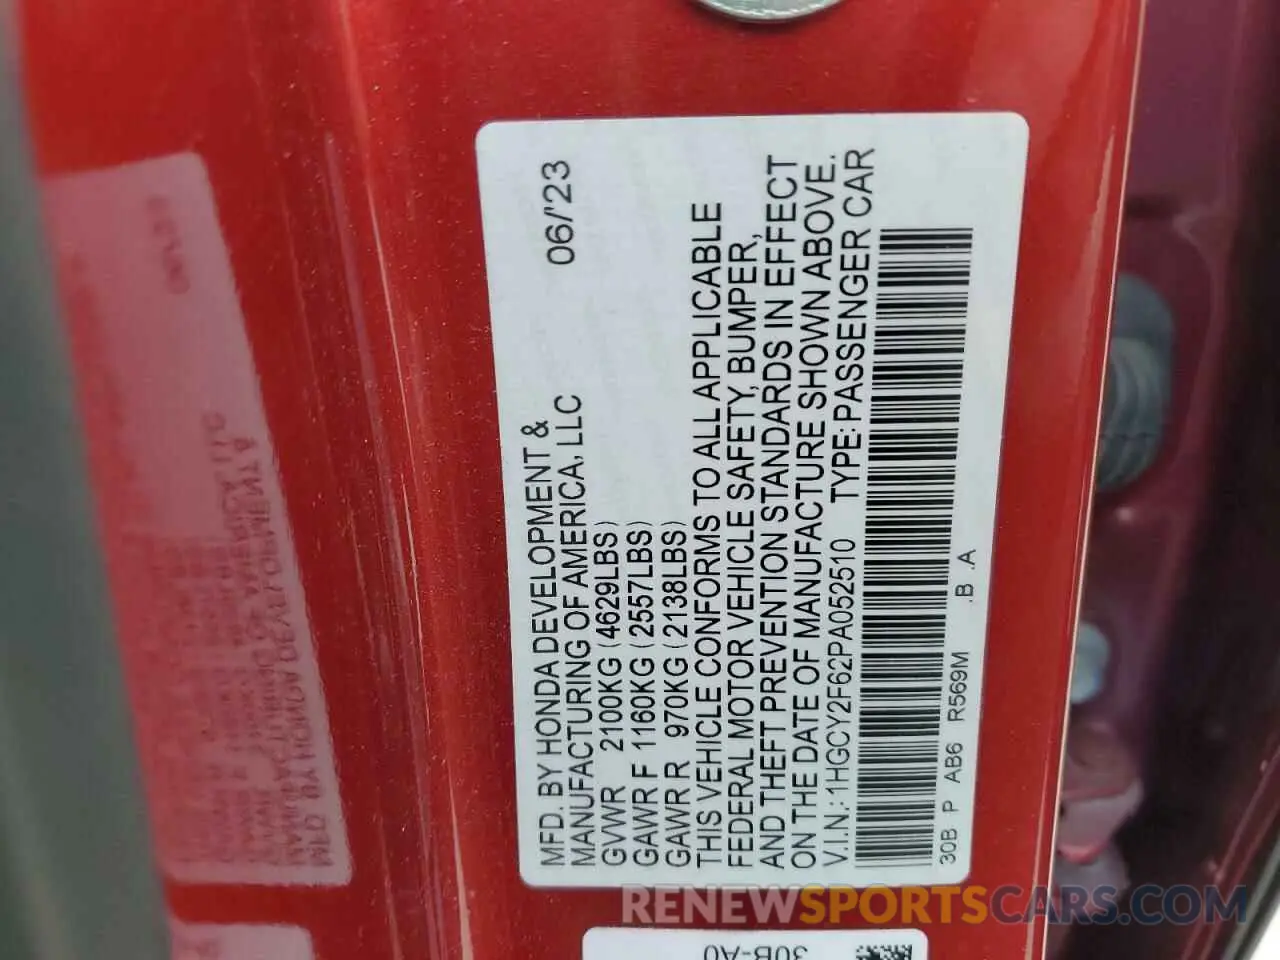 06/'23
MFD. BY HONDA DEVELOPMENT &
MANUFACTURING OF AMERICA, LLC
GVWR 2100KG (4629LBS)
GAWR F 1160KG (2557LBS)
GAWR R 970KG (2138LBS)
THIS VEHICLE CONFORMS TO ALL APPLICABLE
FEDERAL MOTOR VEHICLE SAFETY, BUMPER,
AND THEFT PREVENTION STANDARDS IN EFFECT
ON THE DATE OF MANUFACTURE SHOWN ABOVE.
V.I.N.: 1HGCY2F62PA052510 TYPE: PASSENGER CAR
30B P AB6 R569M .B .A
30B-A0
RENEWSPORTSCARS.COM